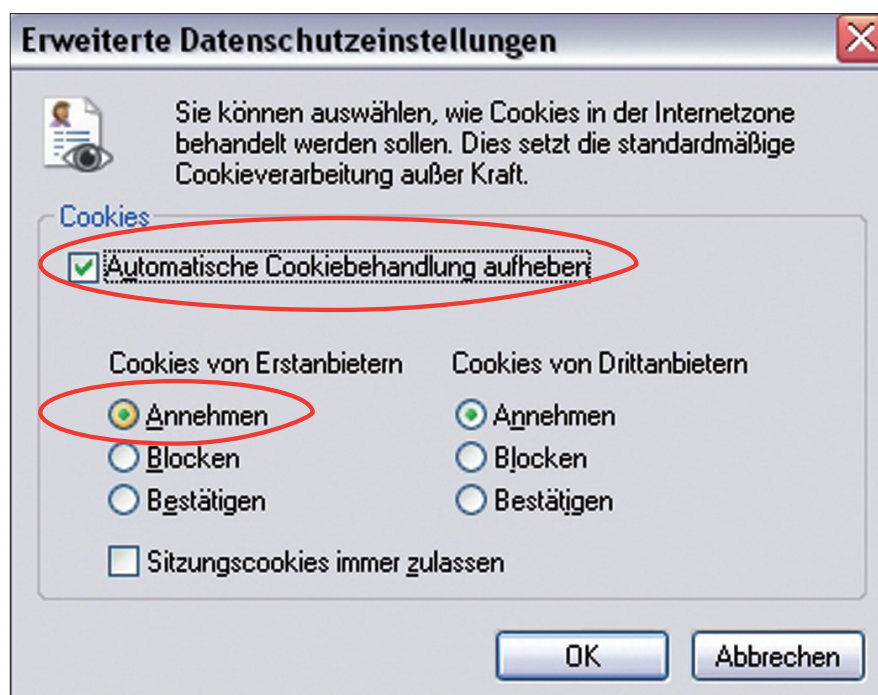 Erweiterte Datenschutzeinstellungen
Sie können auswählen, wie Cookies in der Internetzone
behandelt werden sollen. Dies setzt die standardmäßige
Cookieverarbeitung außer Kraft.
Cookies
Automatische Cookiebehandlung aufheben
Cookies von Erstanbietern
Cookies von Drittanbietern
Annehmen
Annehmen
Blocken
Blocken
Bestätigen
Bestätigen
Sitzungscookies immer zulassen
OK
Abbrechen